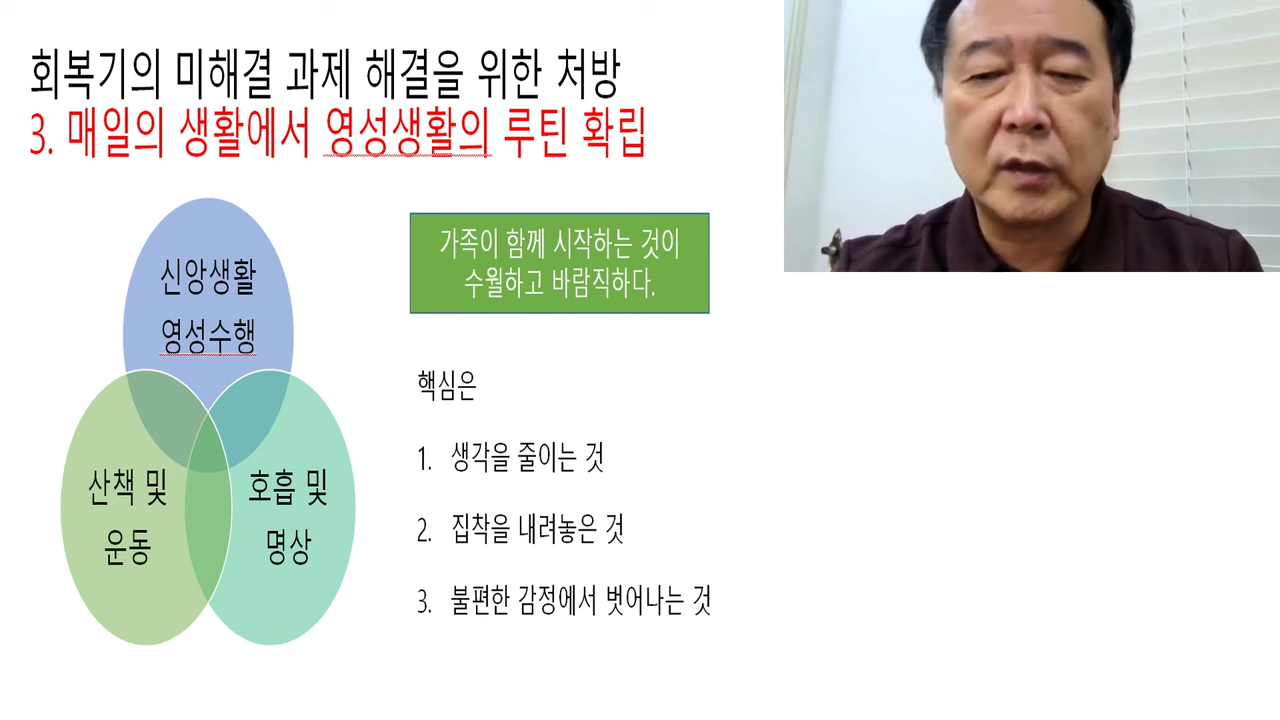 회복기의 미해결 과제 해결을 위한 처방
3. 매일의 생활에서 영성생활의 루틴 확립
신앙생활
영성수행
산책 및
운동
호흡 및
명상
가족이 함께 시작하는 것이
수월하고 바람직하다.
핵심은
1. 생각을 줄이는 것
2. 집착을 내려놓은 것
3. 불편한 감정에서 벗어나는 것